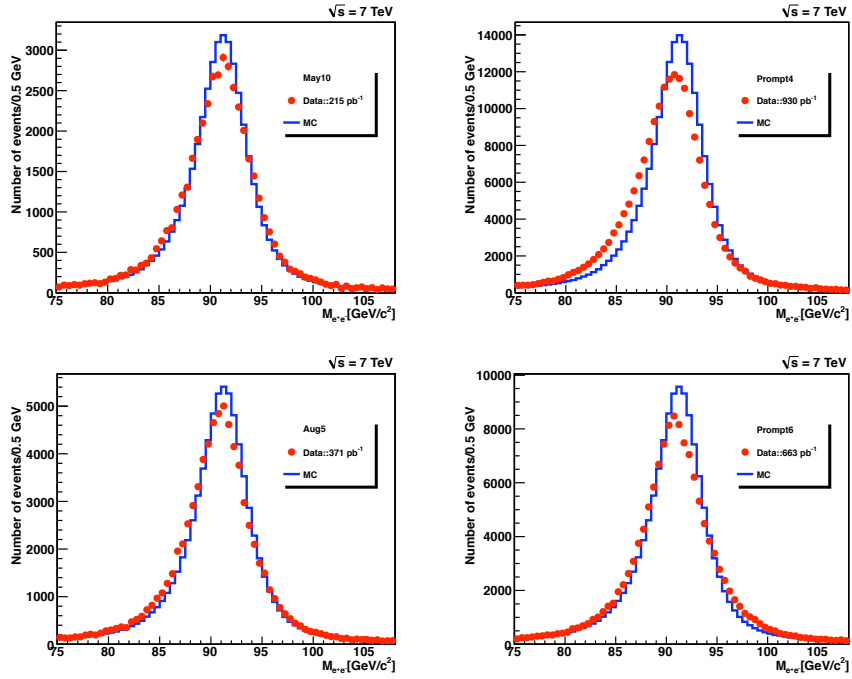 √s = 7 TeV
Number of events/0.5 GeV
3000
2500
2000
1500
1000
500
0
May10
Data::215 pb⁻¹
MC
75 80 85 90 95 100 105
M_e⁺e⁻[GeV/c²]
√s = 7 TeV
Number of events/0.5 GeV
14000
12000
10000
8000
6000
4000
2000
0
Prompt4
Data::930 pb⁻¹
MC
75 80 85 90 95 100 105
M_e⁺e⁻[GeV/c²]
√s = 7 TeV
Number of events/0.5 GeV
5000
4000
3000
2000
1000
0
Aug5
Data::371 pb⁻¹
MC
75 80 85 90 95 100 105
M_e⁺e⁻[GeV/c²]
√s = 7 TeV
Number of events/0.5 GeV
10000
8000
6000
4000
2000
0
Prompt6
Data::663 pb⁻¹
MC
75 80 85 90 95 100 105
M_e⁺e⁻[GeV/c²]